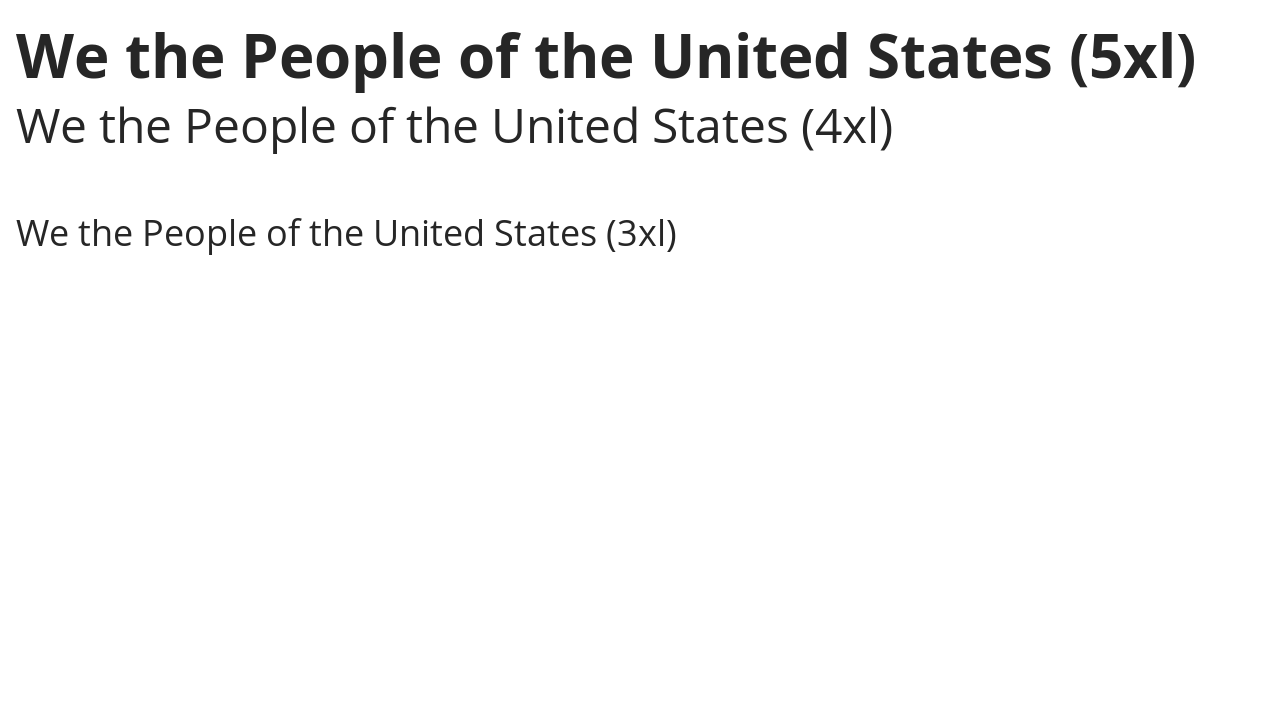 We the People of the United States (5xl)
We the People of the United States (4xl)
We the People of the United States (3xl)